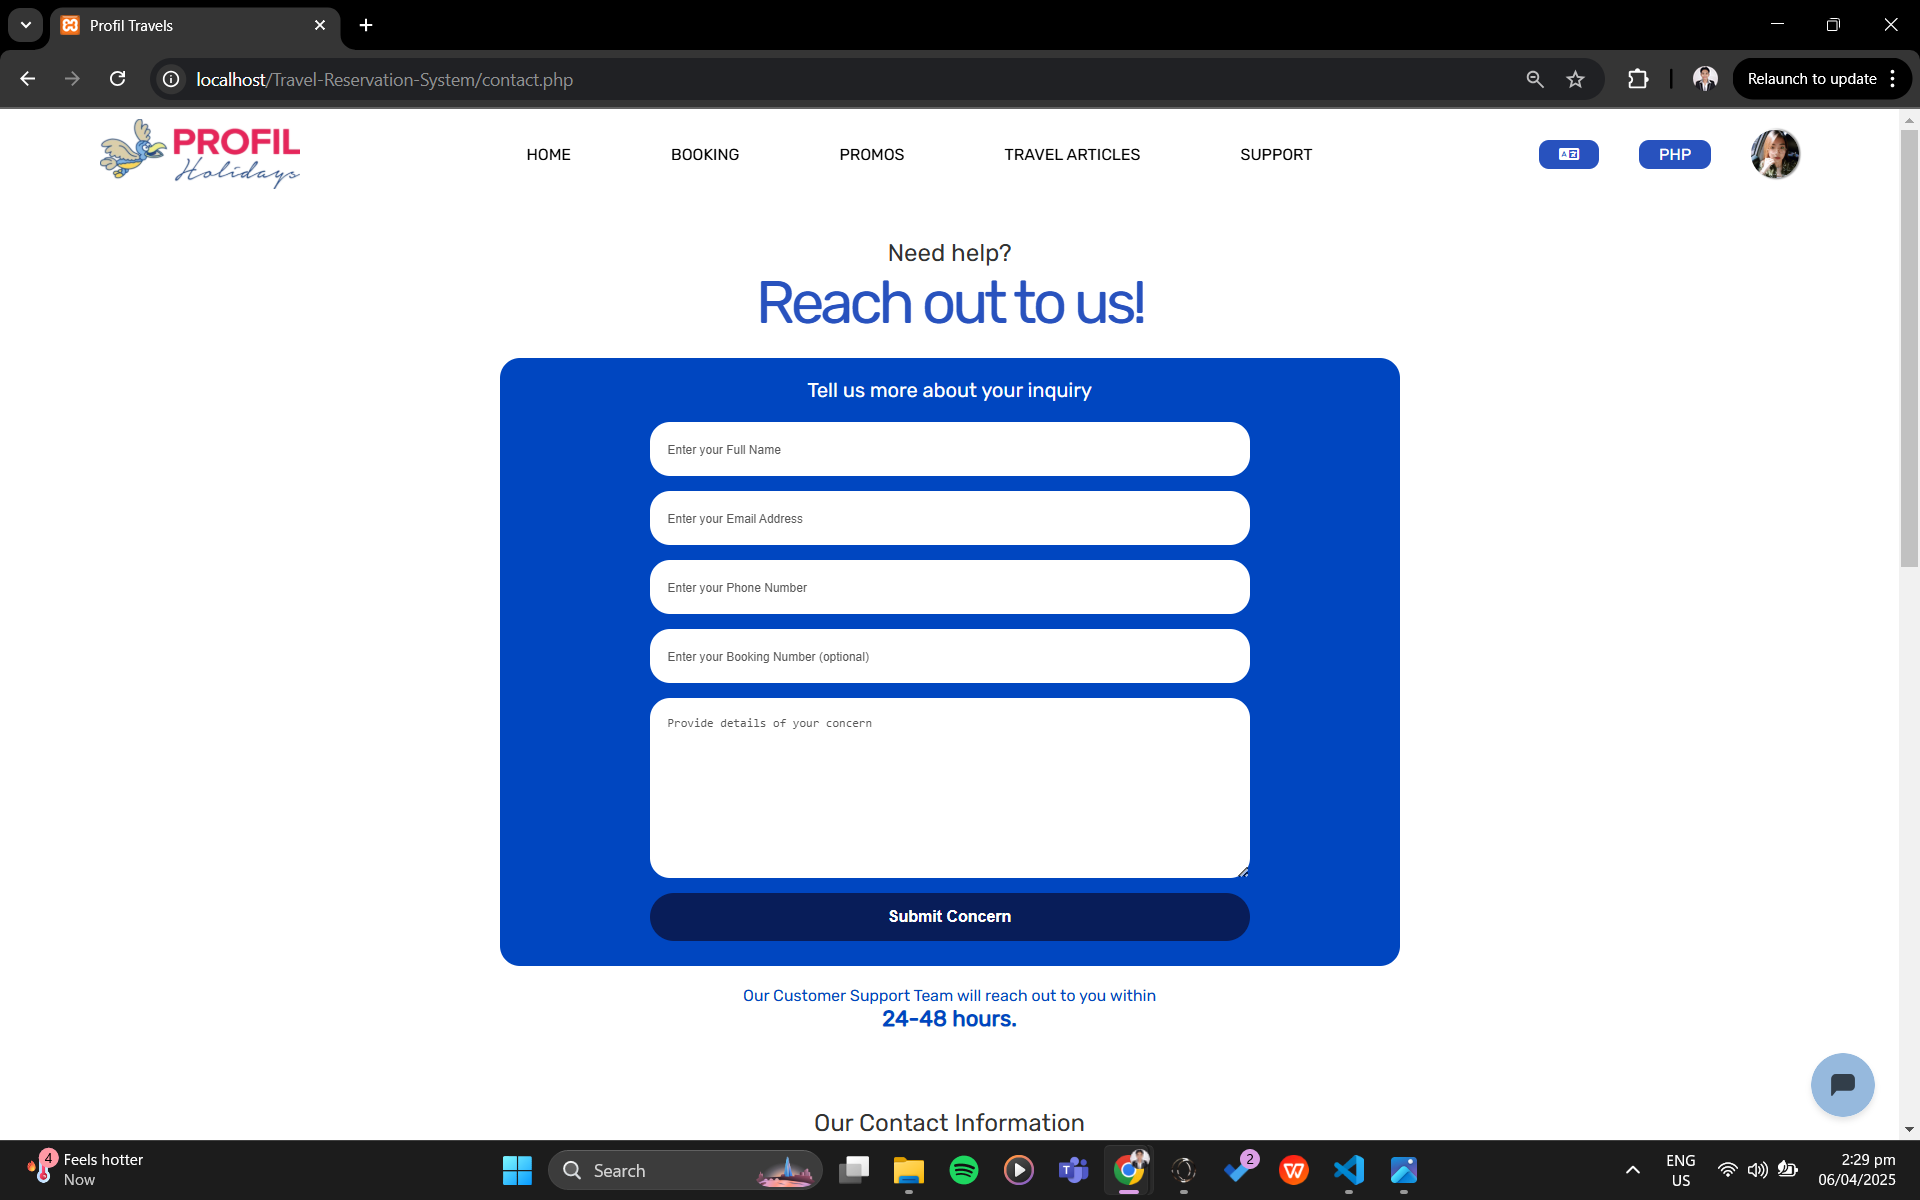 Profil Travels
localhost/Travel-Reservation-System/contact.php
Relaunch to update
PROFIL
Holidays
HOME
BOOKING
PROMOS
TRAVEL ARTICLES
SUPPORT
PHP
Need help?
Reach out to us!
Tell us more about your inquiry
Enter your Full Name
Enter your Email Address
Enter your Phone Number
Enter your Booking Number (optional)
Provide details of your concern
Submit Concern
Our Customer Support Team will reach out to you within
24-48 hours.
Our Contact Information
4
Feels hotter
Now
Search
2
ENG
US
2:29 pm
06/04/2025